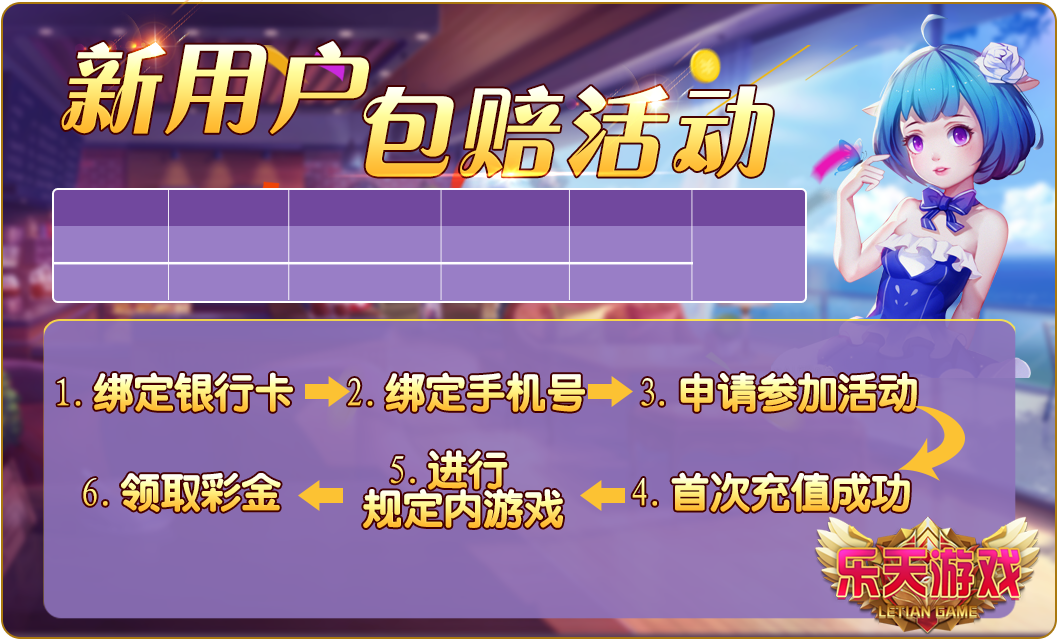 新用户
包赔活动
1. 绑定银行卡
2. 绑定手机号
3. 申请参加活动
4. 首次充值成功
5. 进行
规定内游戏
6. 领取彩金
乐天游戏
LETIAN GAME